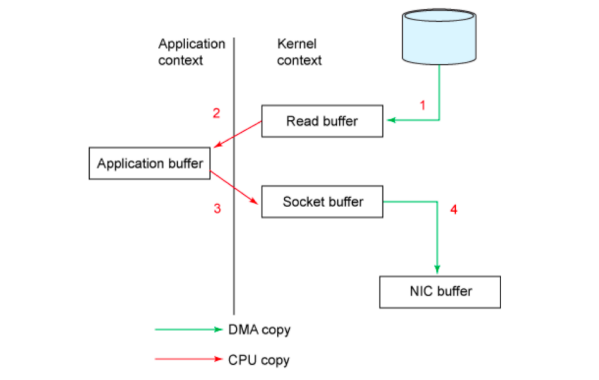 Application
context
Kernel
context
1
2
Read buffer
Application buffer
3
Socket buffer
4
NIC buffer
DMA copy
CPU copy